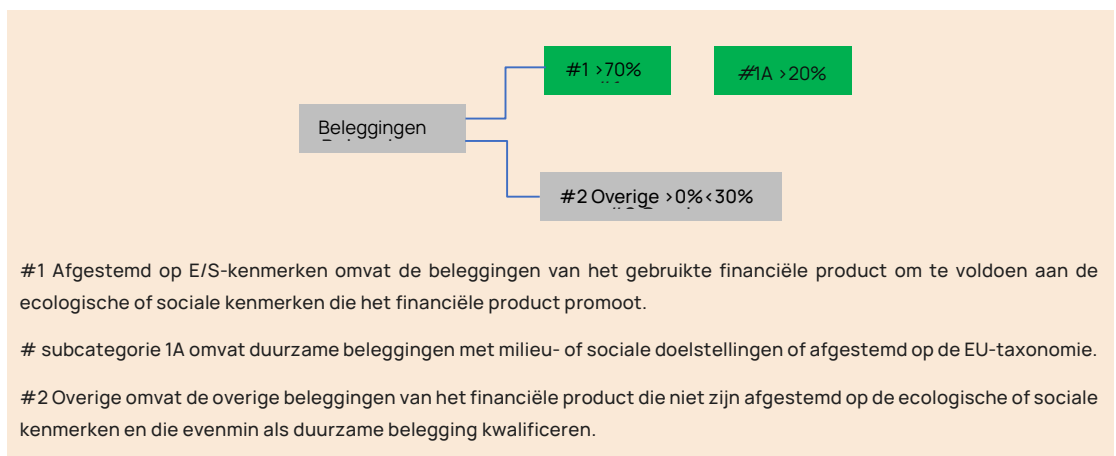 #1 >70%
#1A >20%
Beleggingen
#2 Overige >0%<30%
#1 Afgestemd op E/S-kenmerken omvat de beleggingen van het gebruikte financiële product om te voldoen aan de
ecologische of sociale kenmerken die het financiële product promoot.
# subcategorie 1A omvat duurzame beleggingen met milieu- of sociale doelstellingen of afgestemd op de EU-taxonomie.
#2 Overige omvat de overige beleggingen van het financiële product die niet zijn afgestemd op de ecologische of sociale
kenmerken en die evenmin als duurzame belegging kwalificeren.